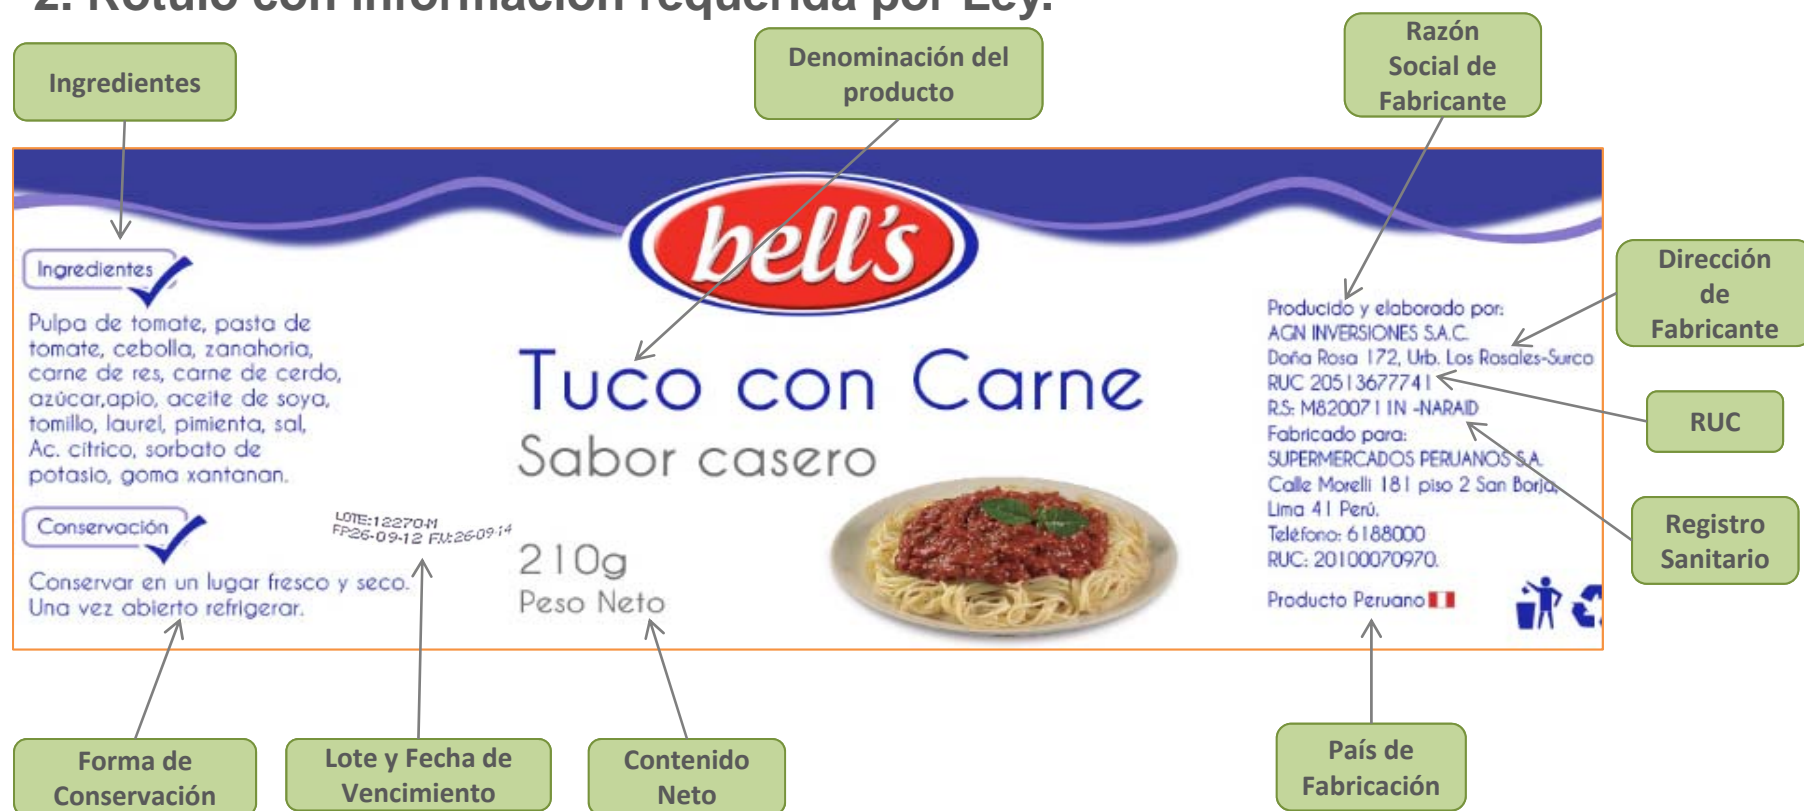 2. Rotulo con información requerida por Ley.
Ingredientes
Denominación del
producto
Razón
Social de
Fabricante
bell's
Ingredientes
Pulpa de tomate, pasta de
tomate, cebolla, zanahoria,
carne de res, carne de cerdo,
azúcar,apio, aceite de soya,
tomillo, laurel, pimienta, sal,
Ac. cítrico, sorbato de
potasio, goma xantanan.
Conservación
Conservar en un lugar fresco y seco.
Una vez abierto refrigerar.
LOTE:12270-M
FP26-09-12 F.V:26-09-14
Tuco con Carne
Sabor casero
210g
Peso Neto
Producido y elaborado por:
AGN INVERSIONES S.A.C.
Doña Rosa 172, Urb. Los Rosales-Surco
RUC 20513677741
R.S: M8200711N -NARAID
Fabricado para:
SUPERMERCADOS PERUANOS S.A.
Calle Morelli 181 piso 2 San Borja,
Lima 41 Perú.
Teléfono: 6188000
RUC: 20100070970.
Producto Peruano
Dirección
de
Fabricante
RUC
Registro
Sanitario
Forma de
Conservación
Lote y Fecha de
Vencimiento
Contenido
Neto
País de
Fabricación